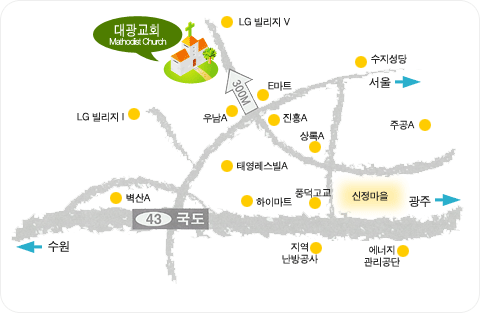 LG 빌리지 V
대광교회
Mathodist Church
수지성당
서울
E마트
300M
LG 빌리지 I
우남A
진흥A
주공A
상록A
태영레스빌A
풍덕고교
신정마을
벽산A
하이마트
광주
43 국도
수원
지역
난방공사
에너지
관리공단